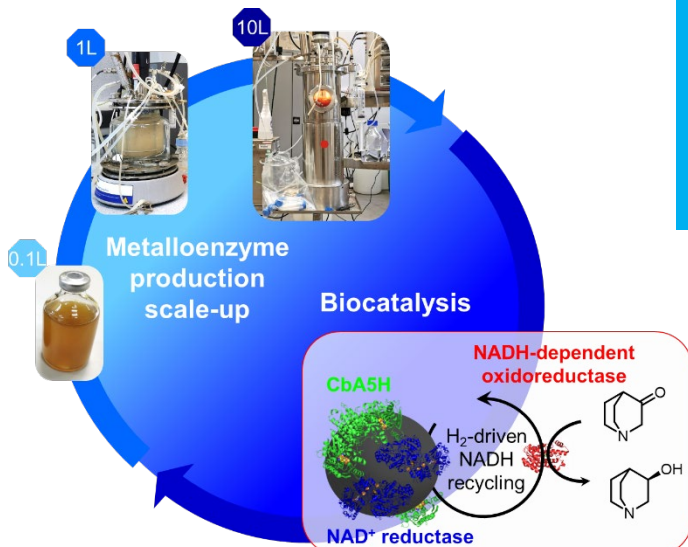 1L
10L
0.1L
Metalloenzyme
production
scale-up
Biocatalysis
NADH-dependent
oxidoreductase
CbA5H
H₂-driven
NADH
recycling
NAD⁺ reductase
O
N
OH
N